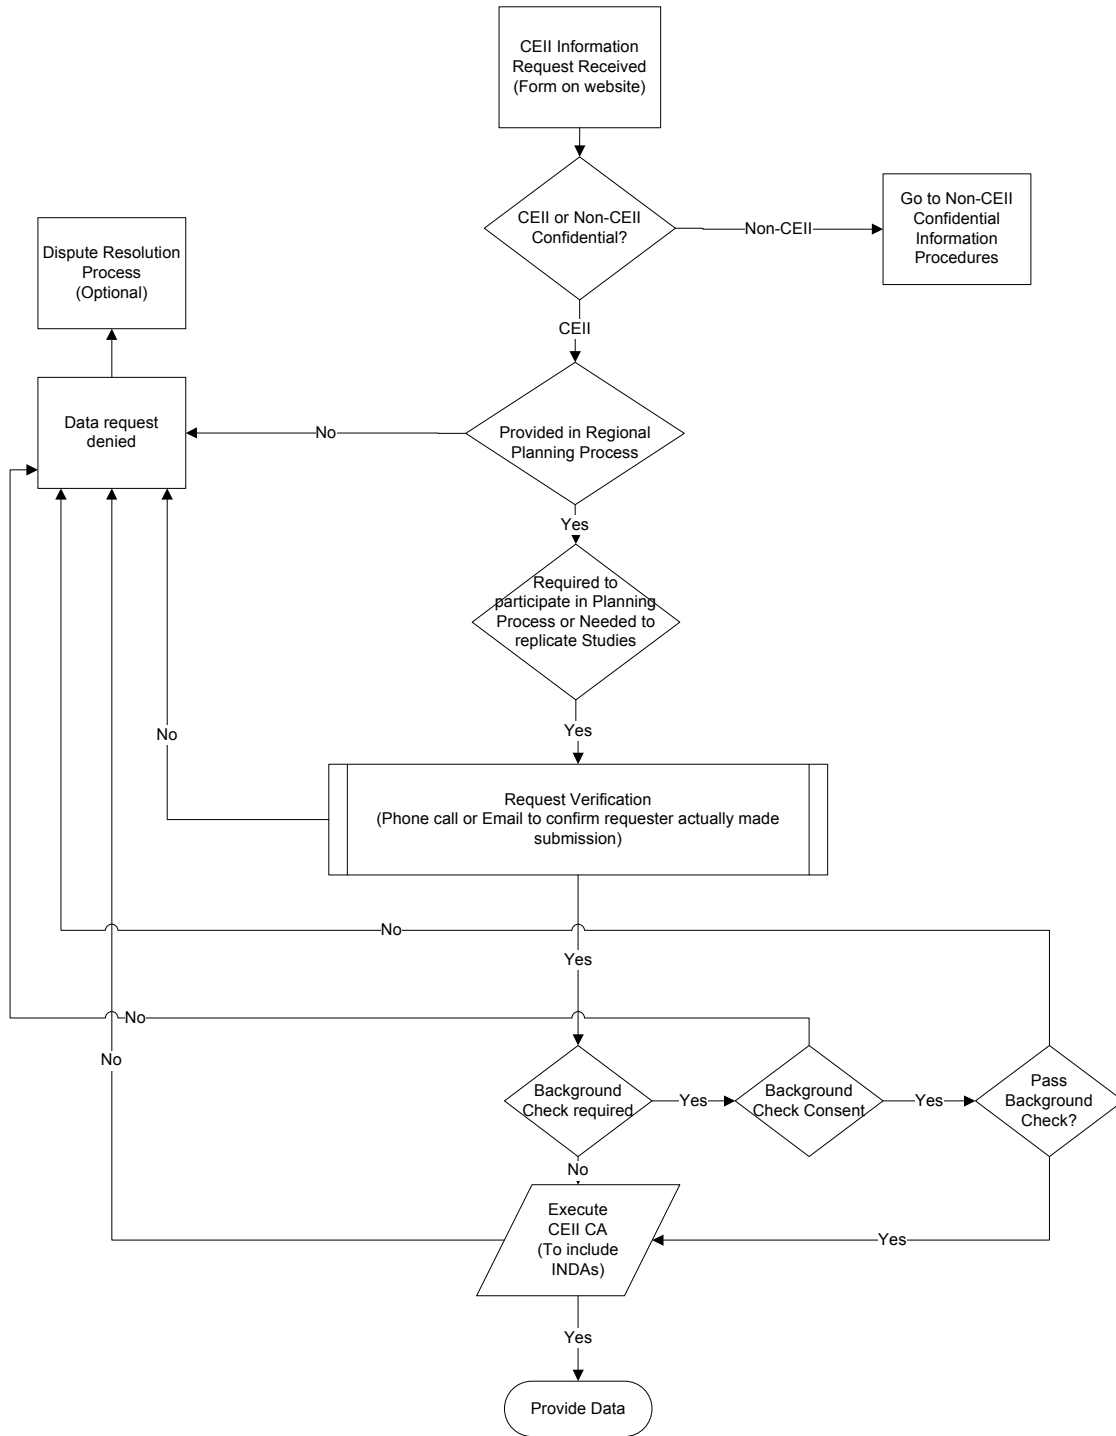 CEII Information
Request Received
(Form on website)
CEII or Non-CEII
Confidential?
Non-CEII
Go to Non-CEII
Confidential
Information
Procedures
Dispute Resolution
Process
(Optional)
CEII
Data request
denied
No
Provided in Regional
Planning Process
Yes
Required to
participate in Planning
Process or Needed to
replicate Studies
Yes
No
Request Verification
(Phone call or Email to confirm requester actually made
submission)
No
Yes
No
No
Background
Check required
Yes
Background
Check Consent
Yes
Pass
Background
Check?
No
Execute
CEII CA
(To include
INDAs)
Yes
Yes
Provide Data